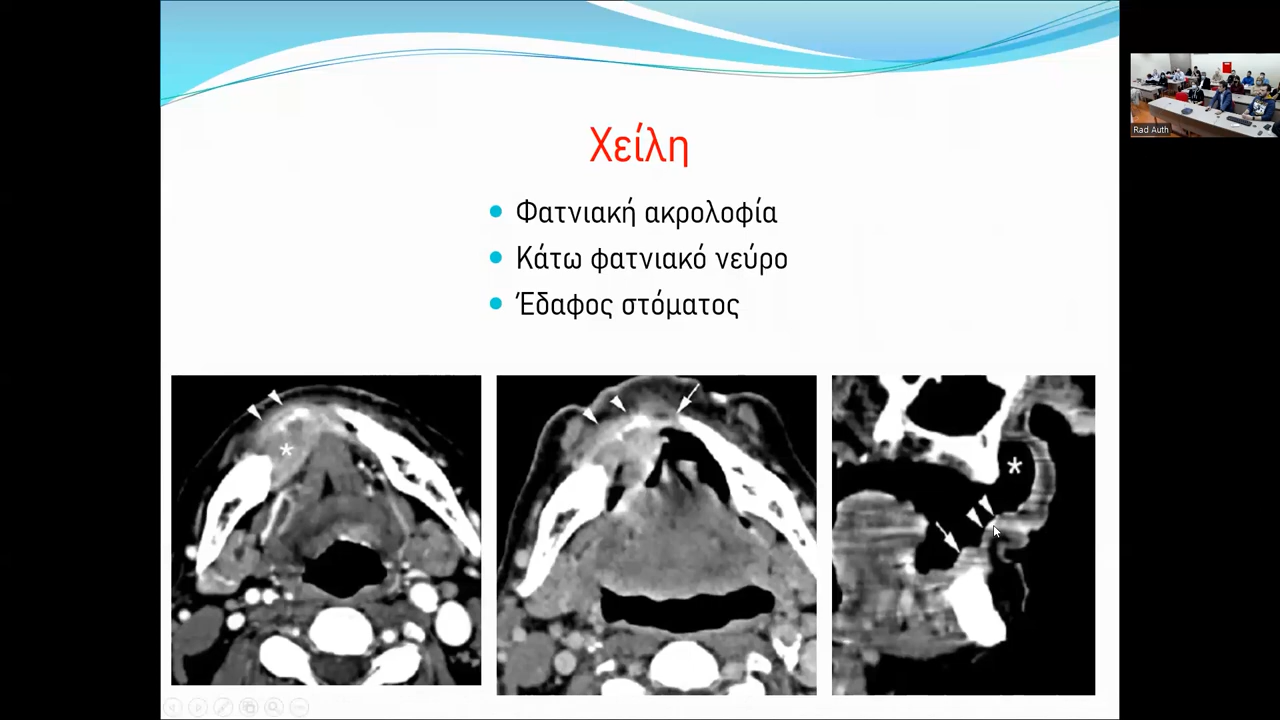 Χείλη
Φατνιακή ακρολοφία
Κάτω φατνιακό νεύρο
Έδαφος στόματος
Rad Auth